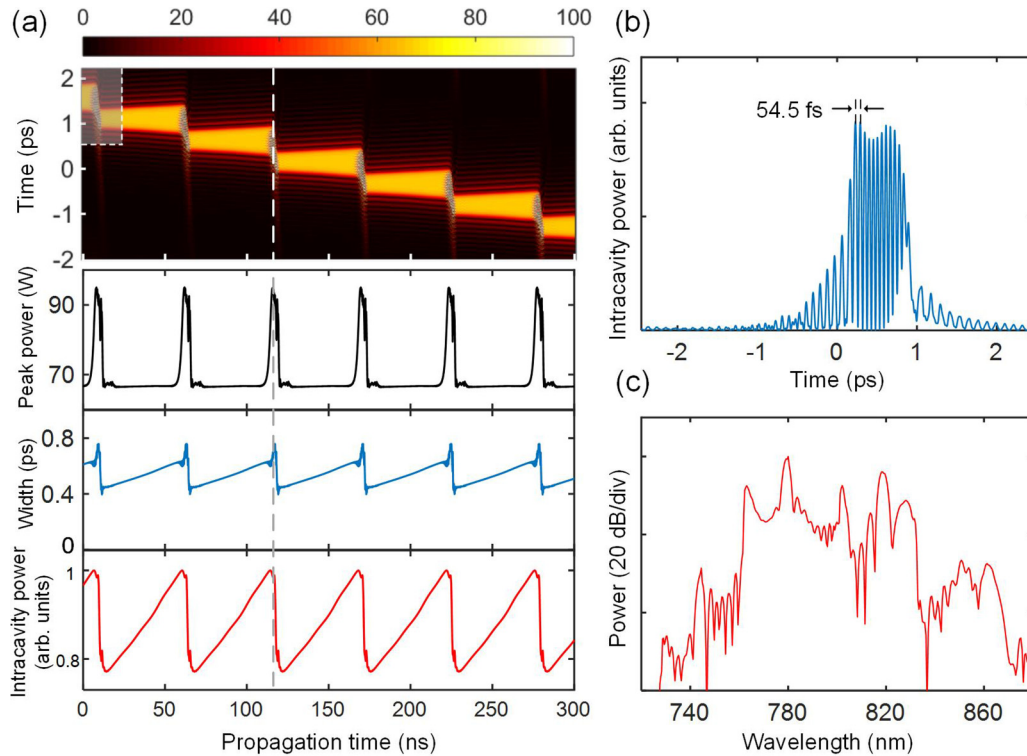 (a)
0 20 40 60 80 100
2
1
0
-1
-2
Time (ps)
90
70
Peak power (W)
0.8
0.4
0
Width (ps)
1
0.8
Intracavity power
(arb. units)
0 50 100 150 200 250 300
Propagation time (ns)
(b)
54.5 fs
Intracavity power (arb. units)
-2 -1 0 1 2
Time (ps)
(c)
Power (20 dB/div)
740 780 820 860
Wavelength (nm)